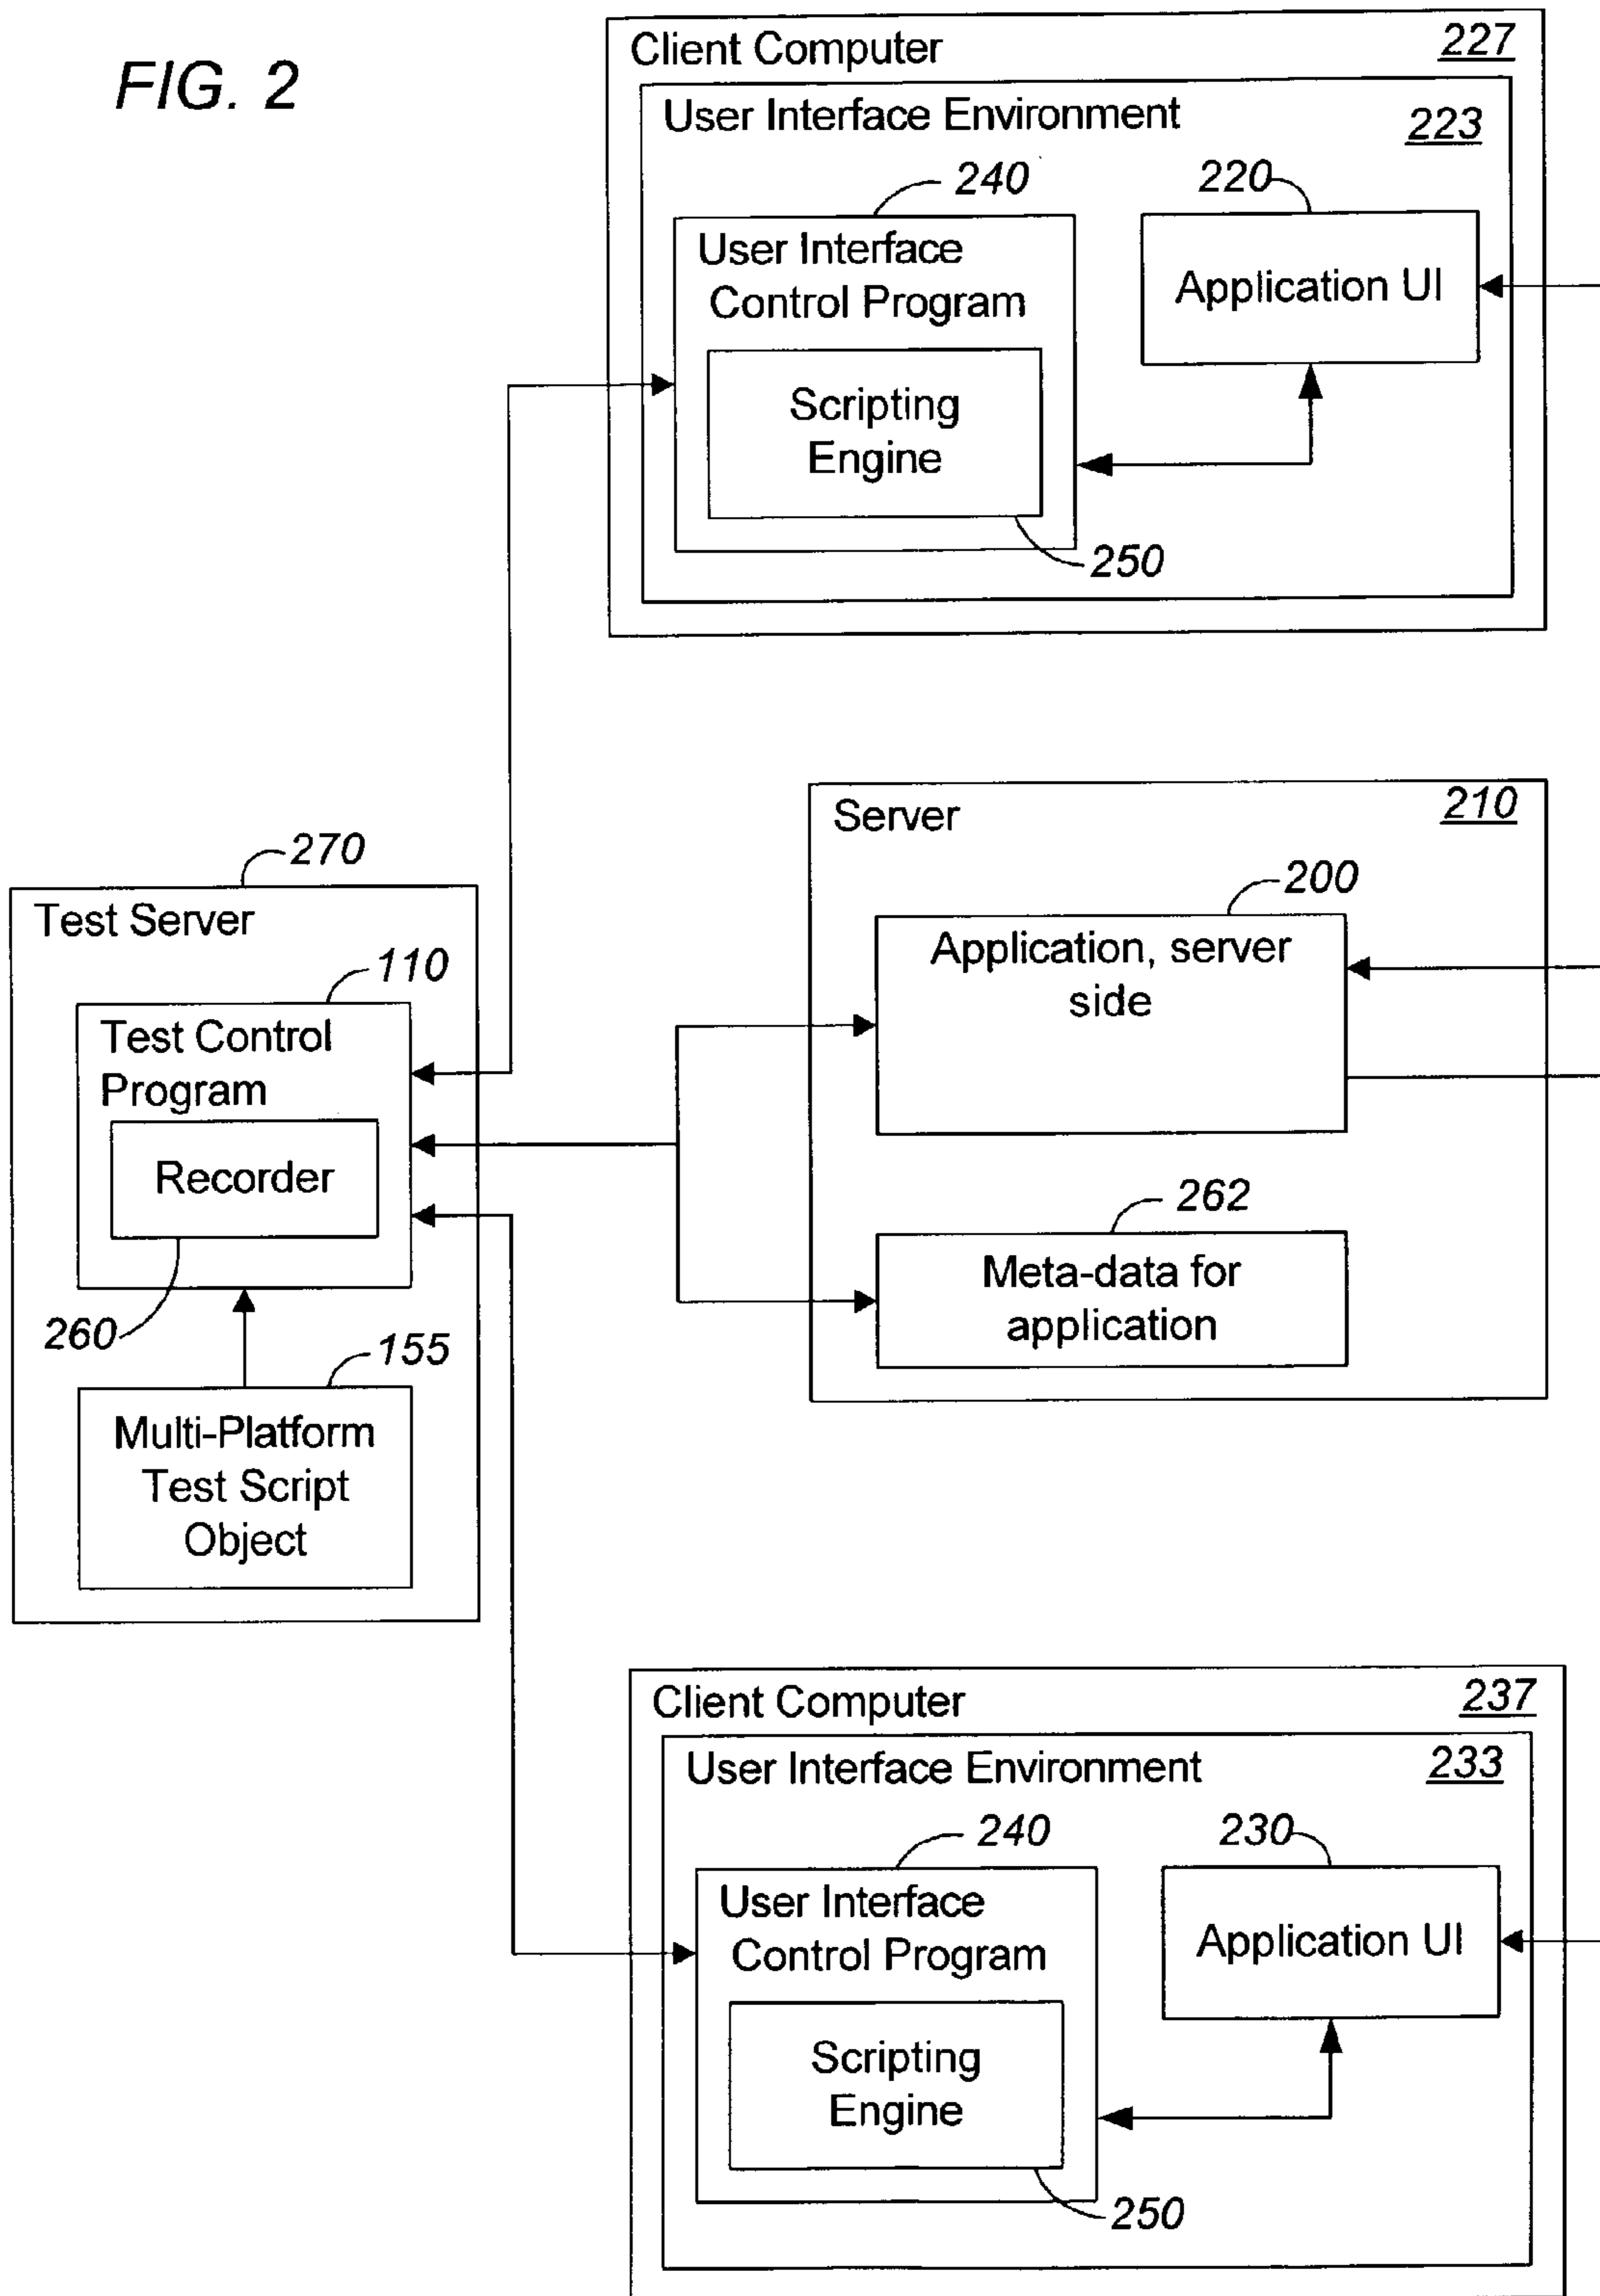 FIG. 2
Client Computer
227
User Interface Environment
223
240
220
User Interface
Control Program
Application UI
Scripting
Engine
250
Server
210
270
200
Test Server
Application, server
side
110
Test Control
Program
Recorder
262
Meta-data for
application
260
155
Multi-Platform
Test Script
Object
Client Computer
237
User Interface Environment
233
240
230
User Interface
Control Program
Application UI
Scripting
Engine
250